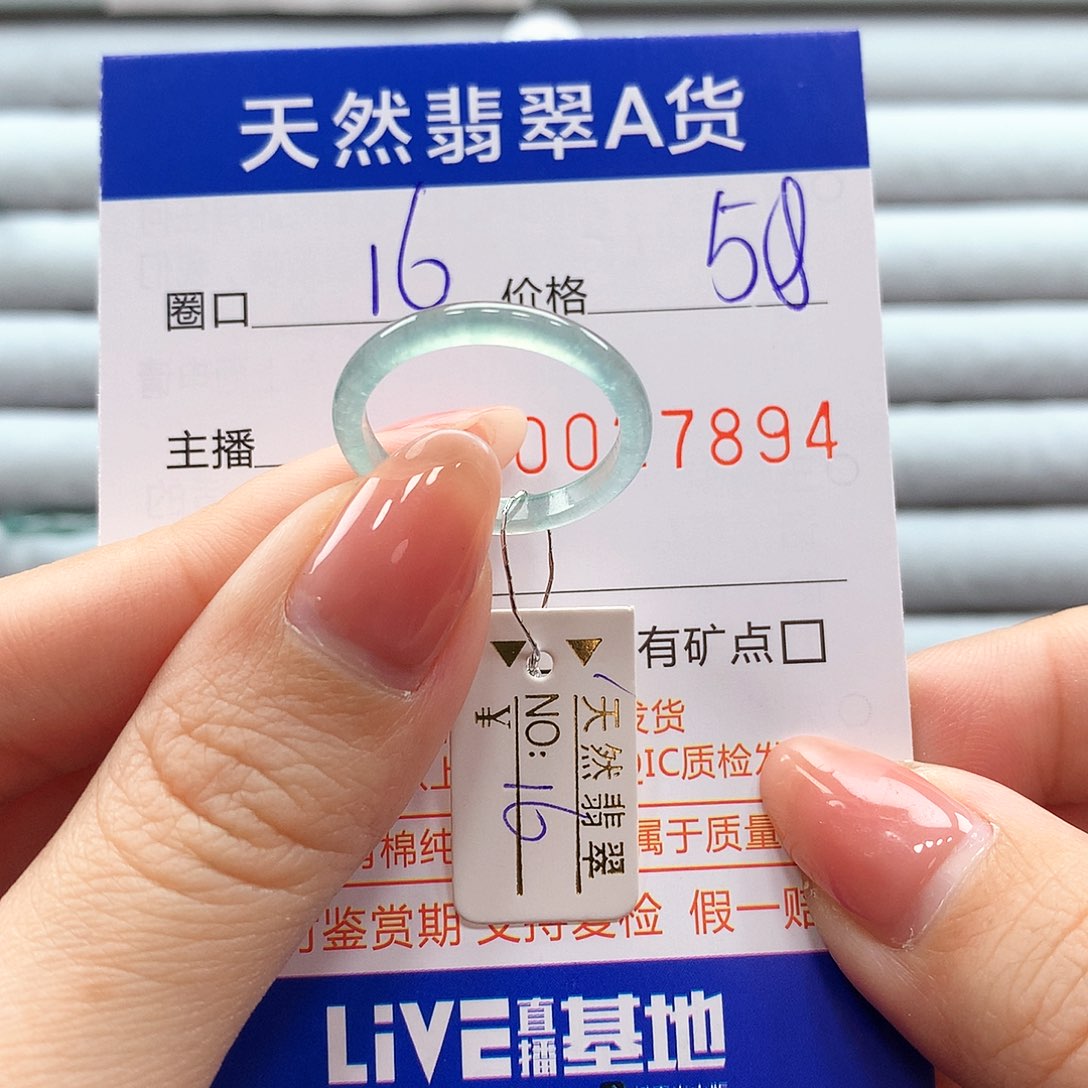 天然翡翠A货
圈口 16 价格 58
主播 7894
有矿点□
发货
IC质检发
棉纯 属于质量
鉴赏期 支持复检 假一赔
LiVE直播基地
天然翡翠
NO: 16
¥